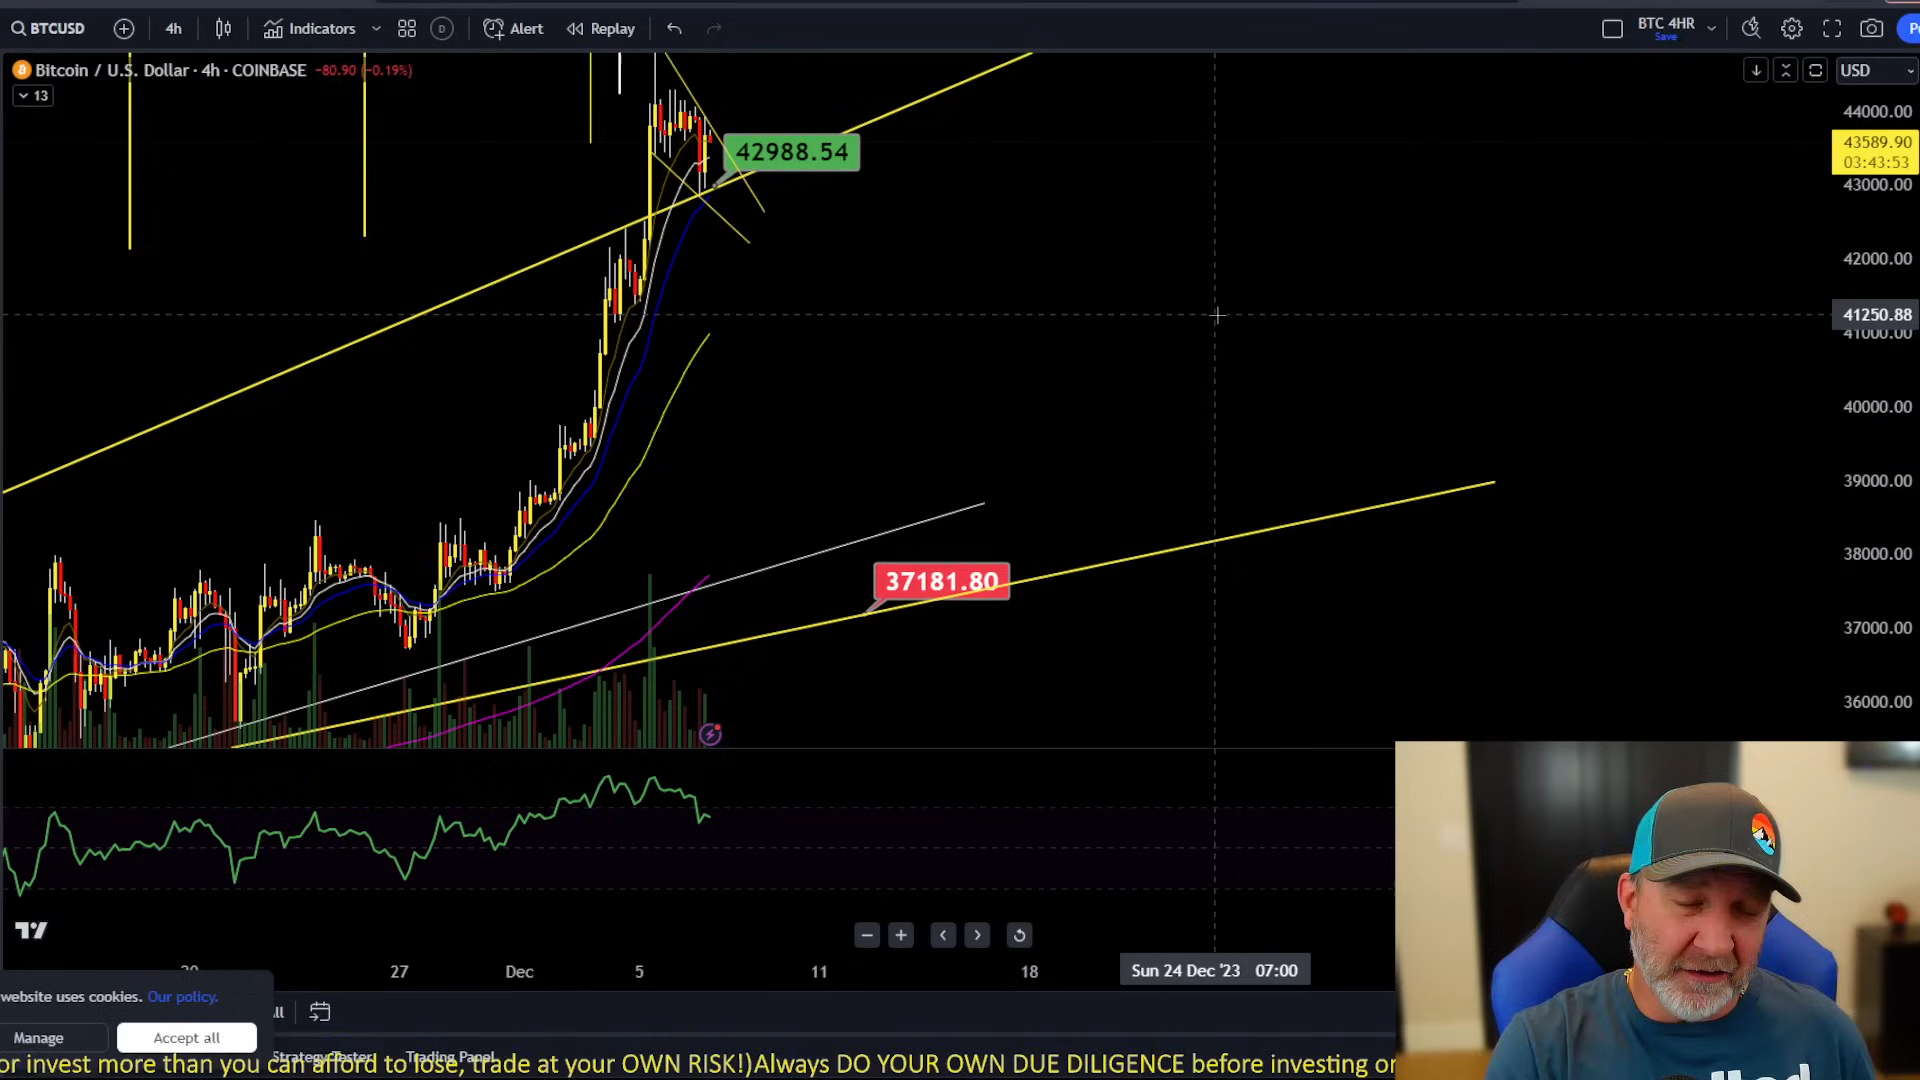 BTCUSD 4h Indicators D Alert Replay BTC 4HR
Save
Bitcoin / U.S. Dollar · 4h · COINBASE −80.90 (−0.19%) USD
13
44000.00
42988.54
43589.90
03:43:53
43000.00
42000.00
41250.88
41000.00
40000.00
39000.00
38000.00
37181.80
37000.00
36000.00
27 Dec 5 11 18 Sun 24 Dec '23 07:00
website uses cookies. Our policy.
Manage Accept all
Strategy Tester Trading Panel
or invest more than you can afford to lose, trade at your OWN RISK!)Always DO YOUR OWN DUE DILIGENCE before investing or